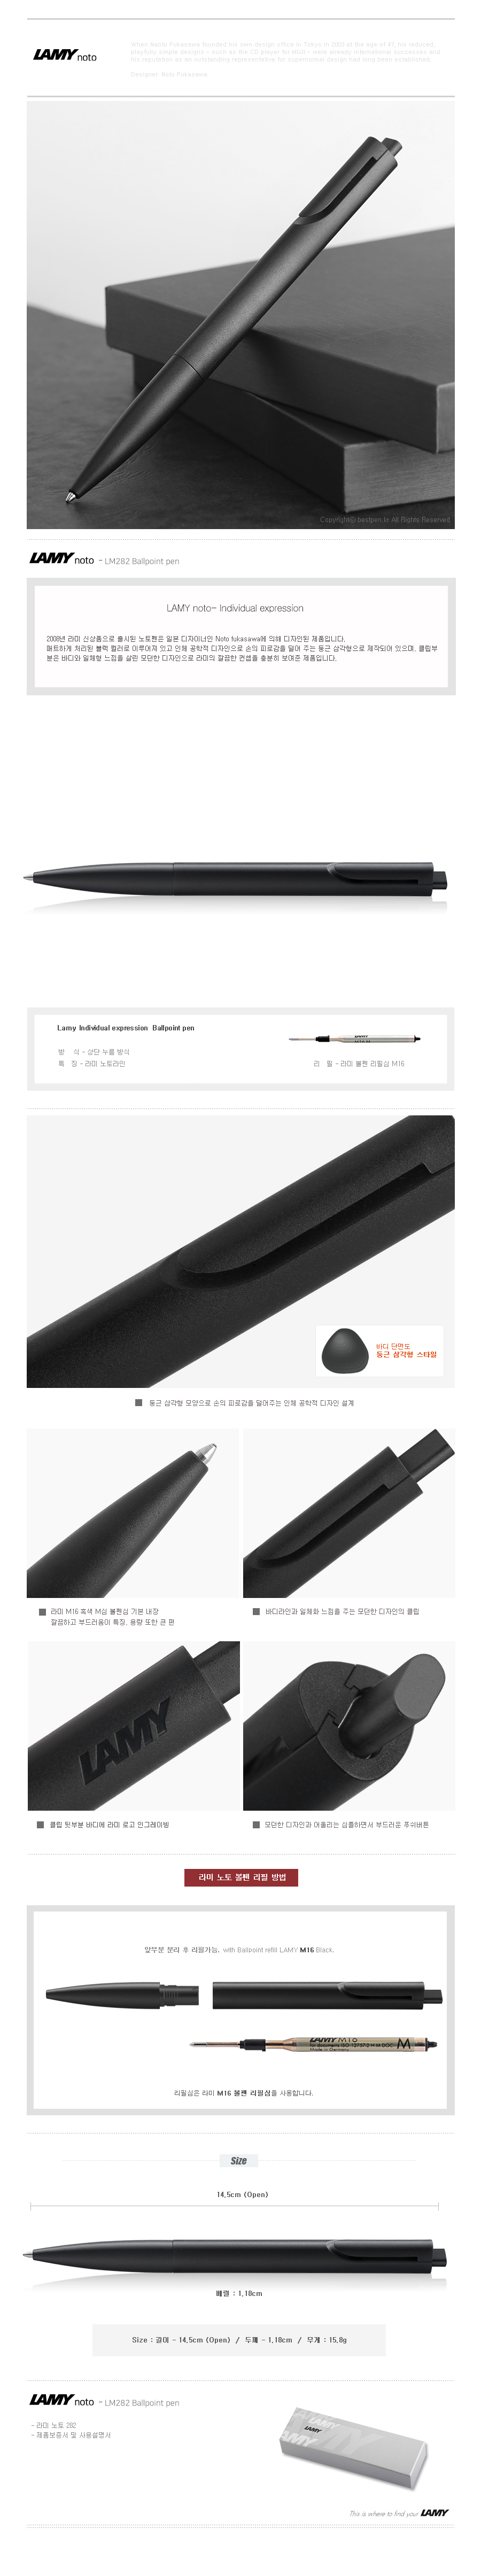 LAMY noto
When Naoto Fukasawa founded his own design office in Tokyo in 2003 at the age of 47, his reduced,
playfully simple designs – such as the CD player for MUJI – were already international successes and
his reputation as an outstanding representative for supernormal design had long been established.
Designer: Noto Fukasawa
Copyrightⓒ bestpen.kr All Rights Reserved
LAMY noto - LM282 Ballpoint pen
LAMY noto- Individual expression
2008년 라미 신상품으로 출시된 노토펜은 일본 디자이너인 Noto fukasawa에 의해 디자인된 제품입니다.
매트하게 처리된 블랙 컬러로 이루어져 있고 인체 공학적 디자인으로 손의 피로감을 덜어 주는 둥근 삼각형으로 제작되어 있으며, 클립부
분은 바디와 일체형 느낌을 살린 모던한 디자인으로 라미의 깔끔한 컨셉을 충분히 보여준 제품입니다.
Lamy Individual expression Ballpoint pen
방 식 - 상단 누름 방식
특 징 - 라미 노토라인
LAMY
리 필 - 라미 볼펜 리필심 M16
바디 단면도
둥근 삼각형 스타일
둥근 삼각형 모양으로 손의 피로감을 덜어주는 인체 공학적 디자인 설계
라미 M16 흑색 M심 볼펜심 기본 내장
깔끔하고 부드러움이 특징, 용량 또한 큰 편
바디라인과 일체화 느낌을 주는 모던한 디자인의 클립
LAMY
클립 뒷부분 바디에 라미 로고 인그레이빙
모던한 디자인과 어울리는 심플하면서 부드러운 푸쉬버튼
라미 노토 볼펜 리필 방법
앞부분 분리 후 리필가능. with Ballpoint refill LAMY M16 Black.
LAMY M16
for documents ISO 12757-2 H M DOC
Made in Germany
M
리필심은 라미 M16 볼펜 리필심을 사용합니다.
Size
14.5cm (Open)
배럴 : 1.18cm
Size : 길이 - 14.5cm (Open) / 두께 - 1.18cm / 무게 : 15.8g
LAMY noto - LM282 Ballpoint pen
- 라미 노토 282
- 제품보증서 및 사용설명서
LAMY
This is where to find your LAMY